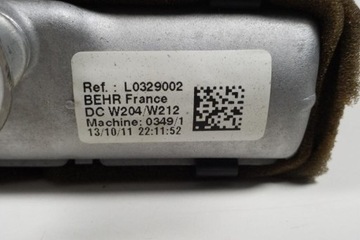 Ref. : L0329002
BEHR France
DC W204/W212
Machine: 0349/1
13/10/11 22:11:52